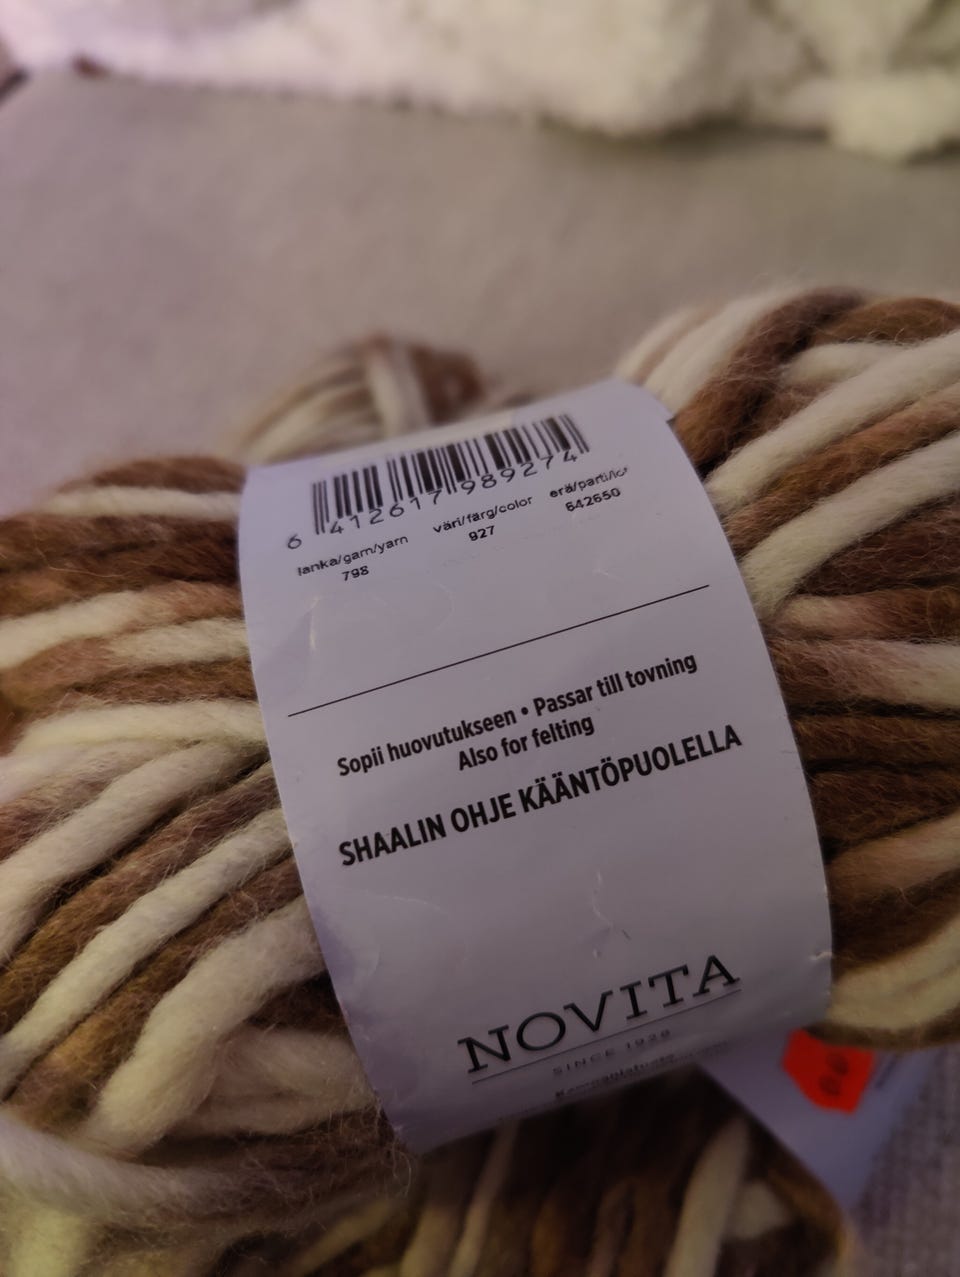 6 412617 989274
lanka/garn/yarn
798
väri/färg/color
927
erä/parti/lot
642650
Sopii huovutukseen • Passar till tovning
Also for felting
SHAALIN OHJE KÄÄNTÖPUOLELLA
NOVITA
SINCE 1928